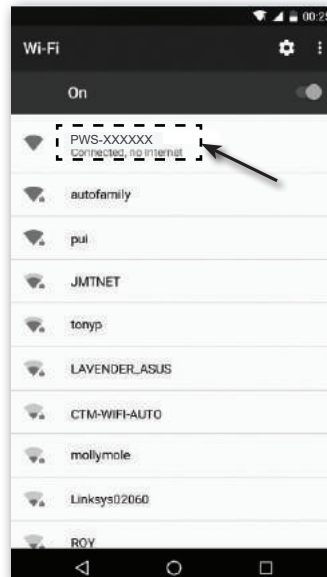 00:25
Wi-Fi
On
PWS-XXXXXX
Connected, no Internet
autofamily
pui
JMTNET
tonyp
LAVENDER_ASUS
CTM-WIFI-AUTO
mollymole
Linksys02060
ROY